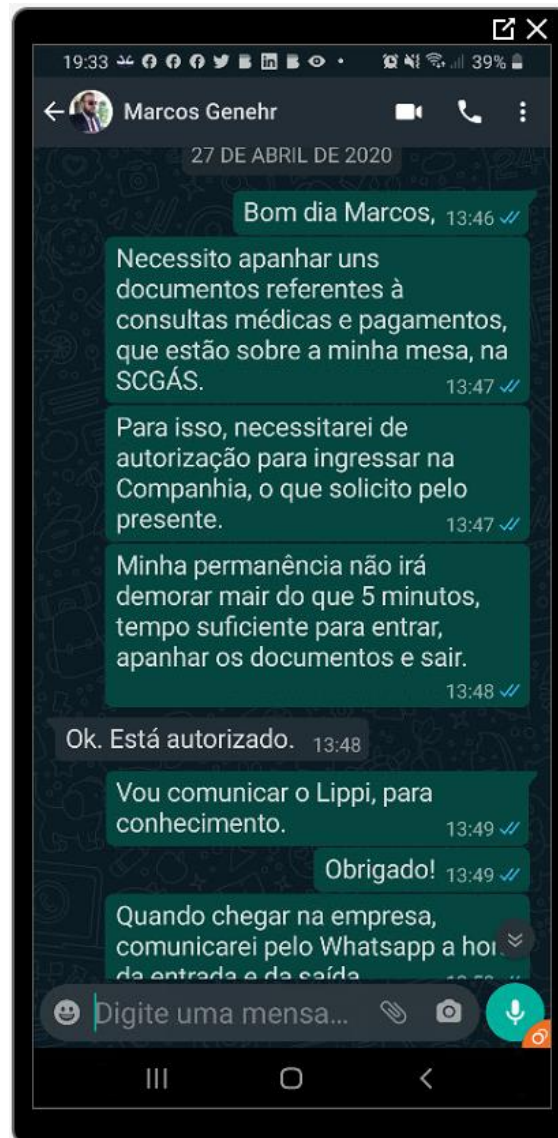 19:33
39%
Marcos Genehr
27 DE ABRIL DE 2020
Bom dia Marcos, 13:46
Necessito apanhar uns
documentos referentes à
consultas médicas e pagamentos,
que estão sobre a minha mesa, na
SCGÁS. 13:47
Para isso, necessitarei de
autorização para ingressar na
Companhia, o que solicito pelo
presente. 13:47
Minha permanência não irá
demorar mair do que 5 minutos,
tempo suficiente para entrar,
apanhar os documentos e sair.
13:48
Ok. Está autorizado. 13:48
Vou comunicar o Lippi, para
conhecimento. 13:49
Obrigado! 13:49
Quando chegar na empresa,
comunicarei pelo Whatsapp a
da entrada e da saída
Digite uma mensa...